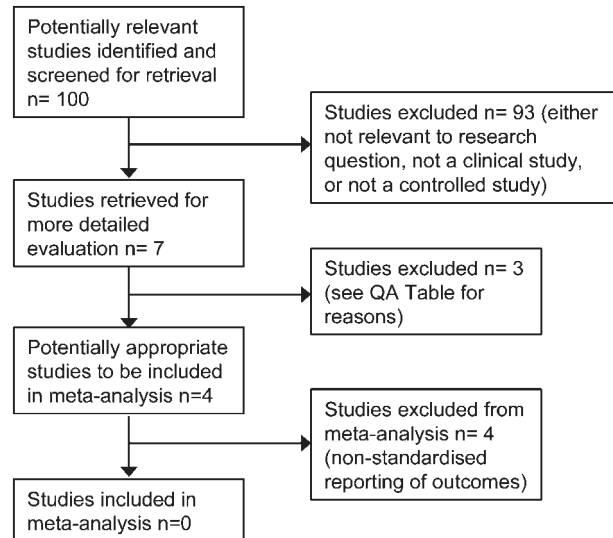 Potentially relevant
studies identified and
screened for retrieval
n= 100
Studies excluded n= 93 (either
not relevant to research
question, not a clinical study,
or not a controlled study)
Studies retrieved for
more detailed
evaluation n= 7
Studies excluded n= 3
(see QA Table for
reasons)
Potentially appropriate
studies to be included
in meta-analysis n=4
Studies excluded from
meta-analysis n= 4
(non-standardised
reporting of outcomes)
Studies included in
meta-analysis n=0